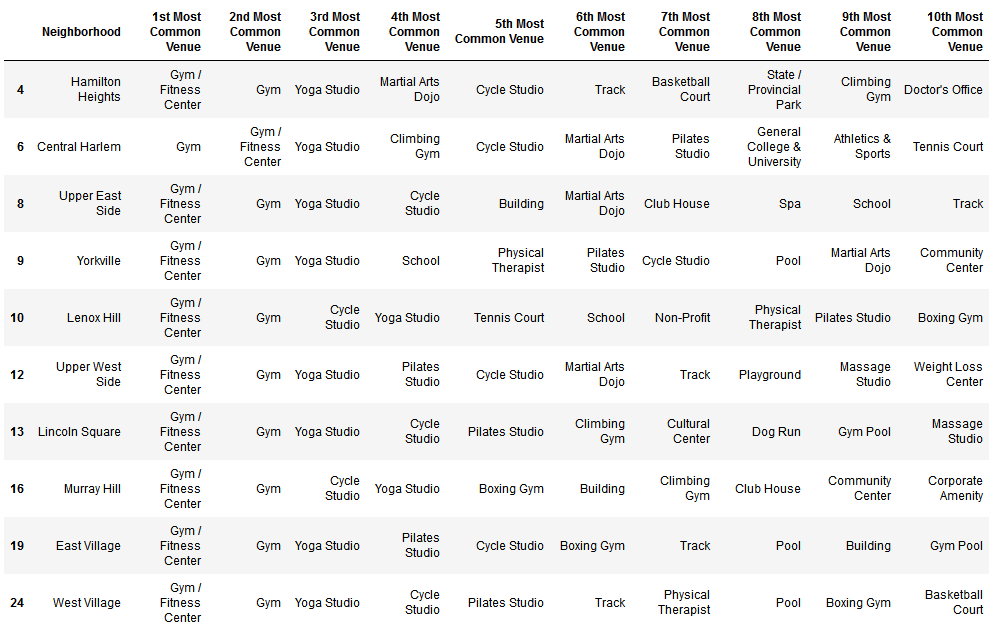 Neighborhood 1st Most Common Venue 2nd Most Common Venue 3rd Most Common Venue 4th Most Common Venue 5th Most Common Venue 6th Most Common Venue 7th Most Common Venue 8th Most Common Venue 9th Most Common Venue 10th Most Common Venue
4 Hamilton Heights Gym / Fitness Center Gym Yoga Studio Martial Arts Dojo Cycle Studio Track Basketball Court State / Provincial Park Climbing Gym Doctor's Office
6 Central Harlem Gym Gym / Fitness Center Yoga Studio Climbing Gym Cycle Studio Martial Arts Dojo Pilates Studio General College & University Athletics & Sports Tennis Court
8 Upper East Side Gym / Fitness Center Gym Yoga Studio Cycle Studio Building Martial Arts Dojo Club House Spa School Track
9 Yorkville Gym / Fitness Center Gym Yoga Studio School Physical Therapist Pilates Studio Cycle Studio Pool Martial Arts Dojo Community Center
10 Lenox Hill Gym / Fitness Center Gym Cycle Studio Yoga Studio Tennis Court School Non-Profit Physical Therapist Pilates Studio Boxing Gym
12 Upper West Side Gym / Fitness Center Gym Yoga Studio Pilates Studio Cycle Studio Martial Arts Dojo Track Playground Massage Studio Weight Loss Center
13 Lincoln Square Gym / Fitness Center Gym Yoga Studio Cycle Studio Pilates Studio Climbing Gym Cultural Center Dog Run Gym Pool Massage Studio
16 Murray Hill Gym / Fitness Center Gym Cycle Studio Yoga Studio Boxing Gym Building Climbing Gym Club House Community Center Corporate Amenity
19 East Village Gym / Fitness Center Gym Yoga Studio Pilates Studio Cycle Studio Boxing Gym Track Pool Building Gym Pool
24 West Village Gym / Fitness Center Gym Yoga Studio Cycle Studio Pilates Studio Track Physical Therapist Pool Boxing Gym Basketball Court